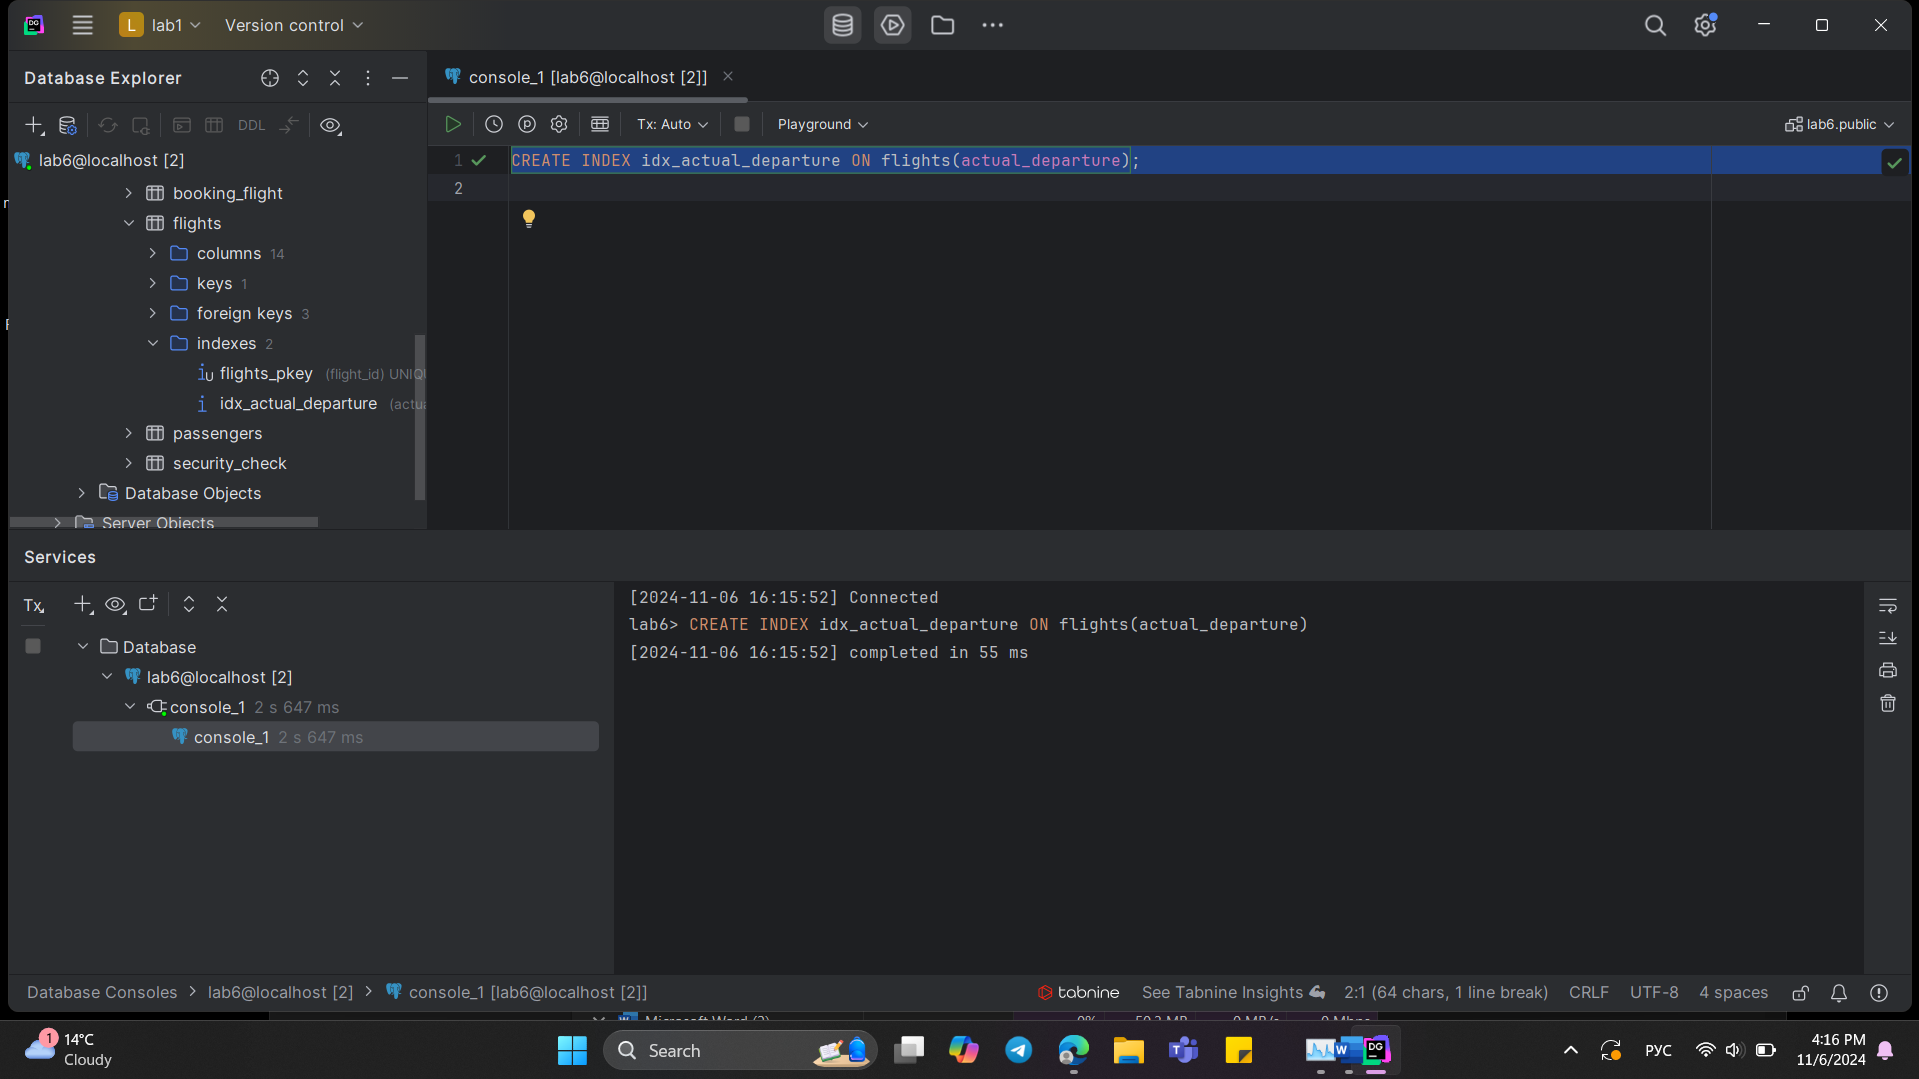 L lab1 Version control
Database Explorer
console_1 [lab6@localhost [2]]
DDL
Tx: Auto Playground lab6.public
lab6@localhost [2]
booking_flight
flights
columns 14
keys 1
foreign keys 3
indexes 2
flights_pkey (flight_id) UNIQU
idx_actual_departure (actua
passengers
security_check
Database Objects
Server Objects
1 CREATE INDEX idx_actual_departure ON flights(actual_departure);
2
Services
Tx
Database
lab6@localhost [2]
console_1 2 s 647 ms
console_1 2 s 647 ms
[2024-11-06 16:15:52] Connected
lab6> CREATE INDEX idx_actual_departure ON flights(actual_departure)
[2024-11-06 16:15:52] completed in 55 ms
Database Consoles > lab6@localhost [2] > console_1 [lab6@localhost [2]]
tabnine See Tabnine Insights 2:1 (64 chars, 1 line break) CRLF UTF-8 4 spaces
1
14°C
Cloudy
Search
РУС
4:16 PM
11/6/2024